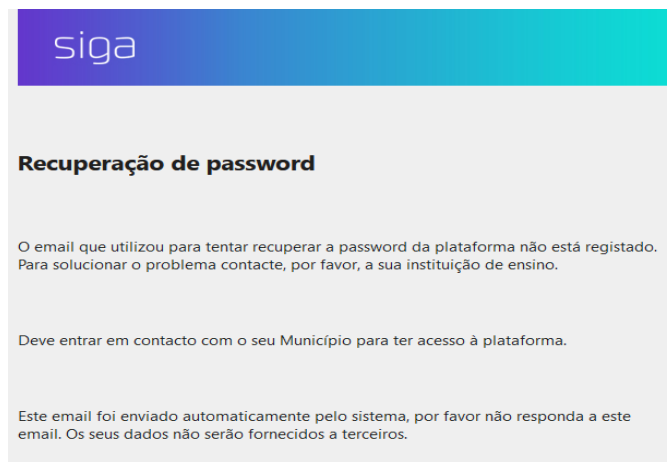 siga
Recuperação de password
O email que utilizou para tentar recuperar a password da plataforma não está registado.
Para solucionar o problema contacte, por favor, a sua instituição de ensino.
Deve entrar em contacto com o seu Município para ter acesso à plataforma.
Este email foi enviado automaticamente pelo sistema, por favor não responda a este
email. Os seus dados não serão fornecidos a terceiros.